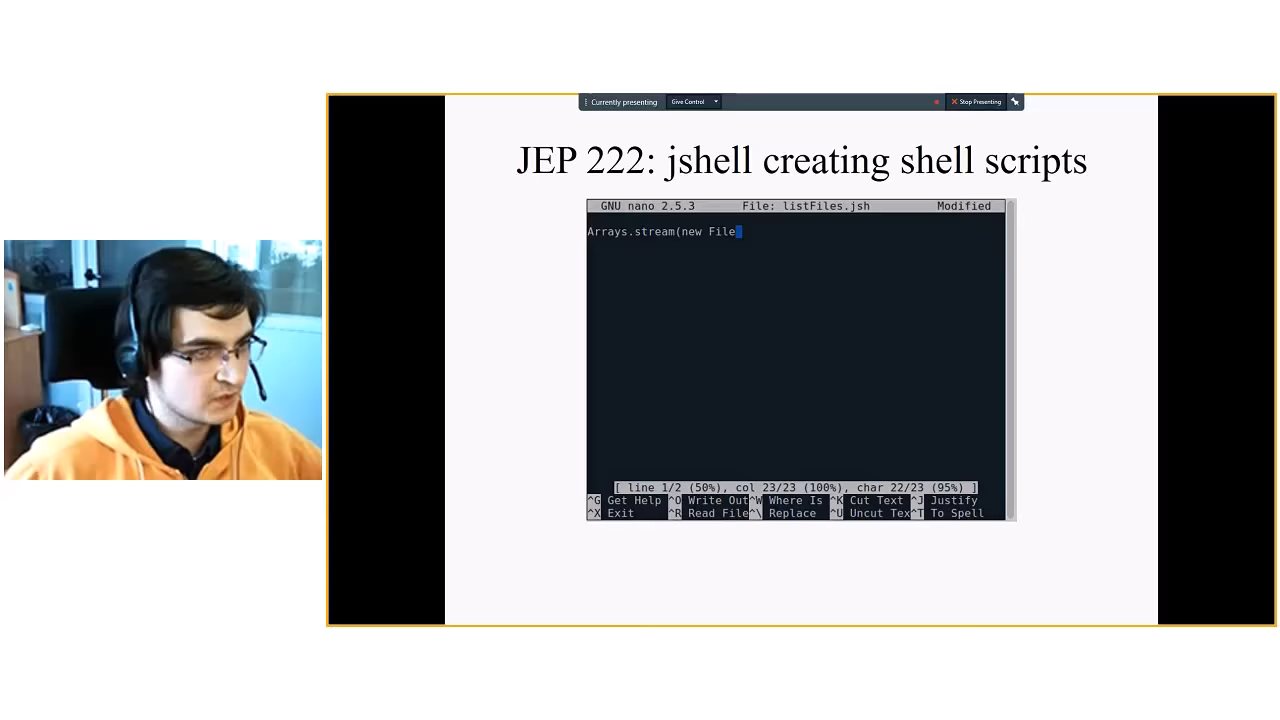 Currently presenting Give Control Stop Presenting
JEP 222: jshell creating shell scripts
GNU nano 2.5.3 File: listFiles.jsh Modified
Arrays.stream(new File
[ line 1/2 (50%), col 23/23 (100%), char 22/23 (95%) ]
^G Get Help ^O Write Out^W Where Is ^K Cut Text ^J Justify
^X Exit ^R Read File^\ Replace ^U Uncut Tex^T To Spell